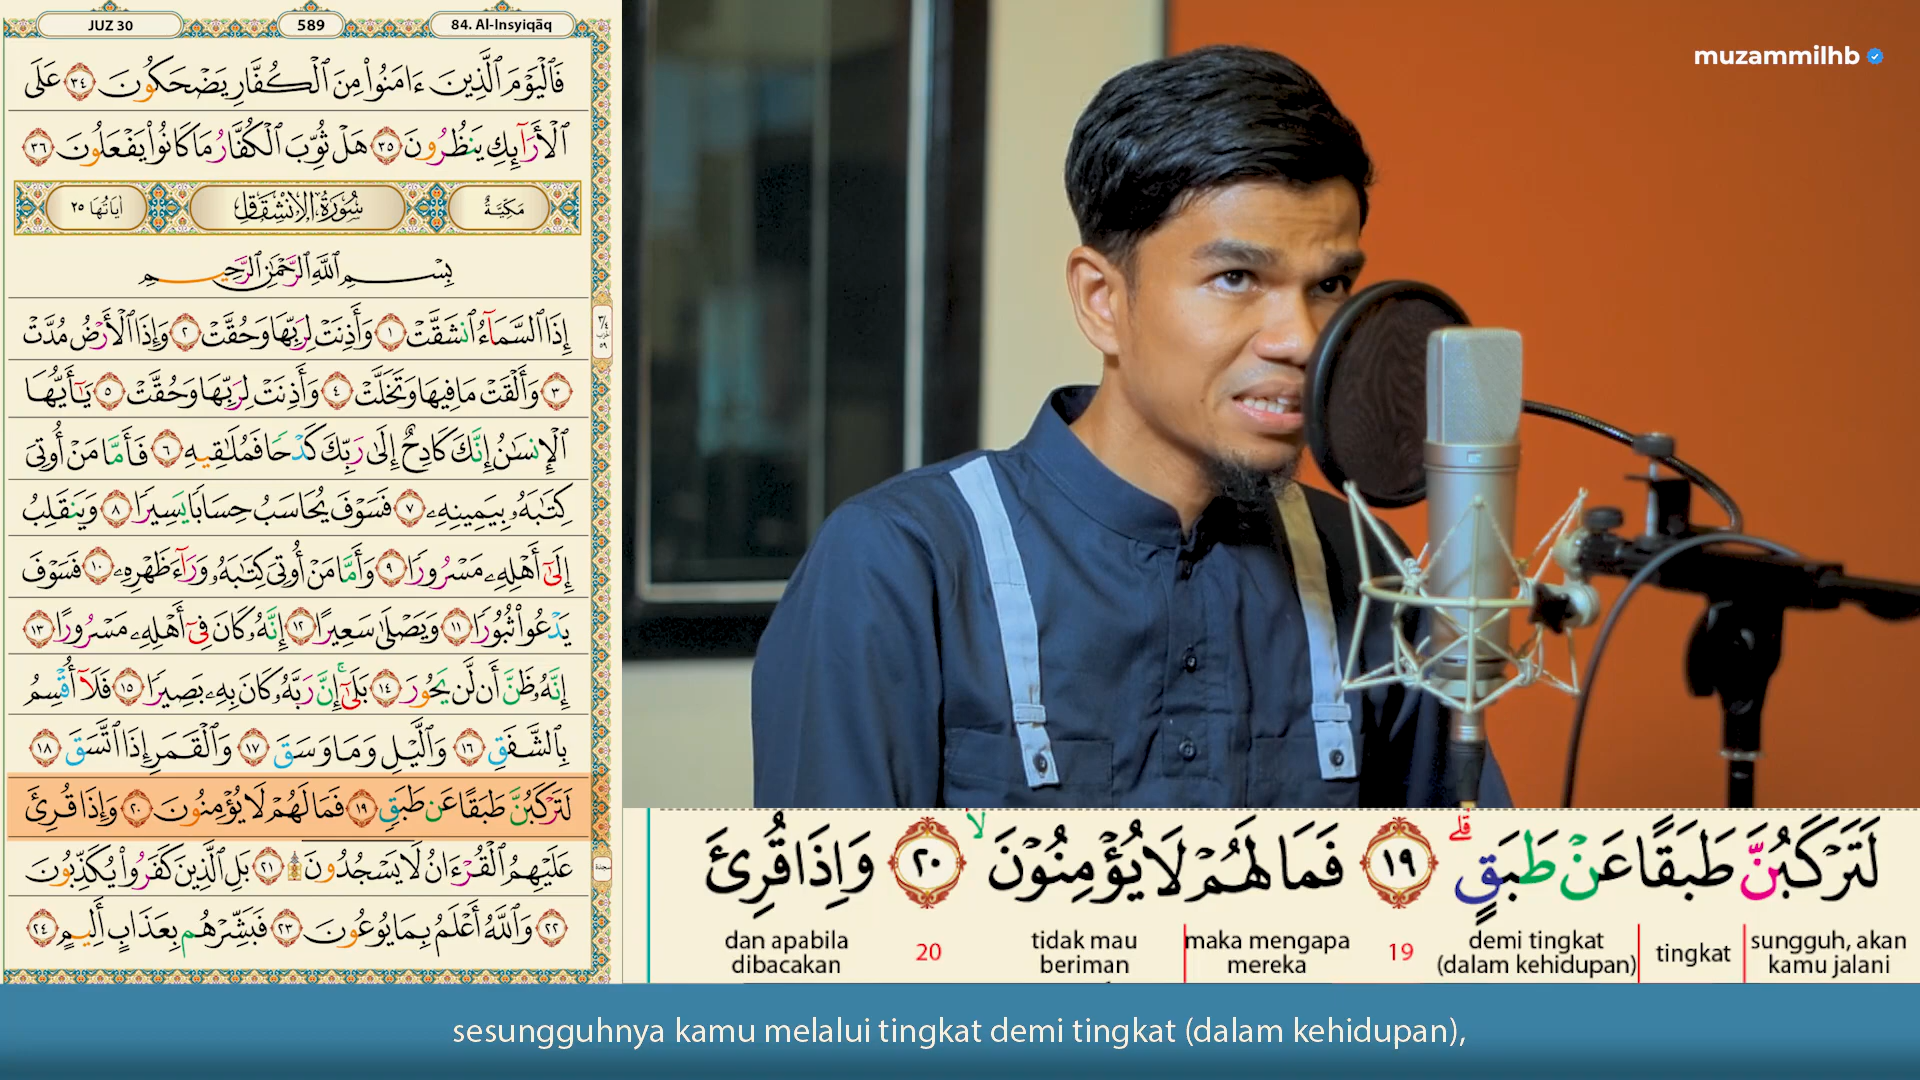 JUZ 30
589
84. Al-Insyiqāq
فَٱلْيَوْمَ ٱلَّذِينَ ءَامَنُوا۟ مِنَ ٱلْكُفَّارِ يَضْحَكُونَ ٣٤ عَلَى
ٱلْأَرَآئِكِ يَنظُرُونَ ٣٥ هَلْ ثُوِّبَ ٱلْكُفَّارُ مَا كَانُوا۟ يَفْعَلُونَ ٣٦
مَكِّيَّةٌ
سُورَةُ الانْشِقَاقِ
اٰيَاتُهَا ٢٥
بِسْمِ ٱللَّهِ ٱلرَّحْمَٰنِ ٱلرَّحِيمِ
إِذَا ٱلسَّمَآءُ ٱنشَقَّتْ ١ وَأَذِنَتْ لِرَبِّهَا وَحُقَّتْ ٢ وَإِذَا ٱلْأَرْضُ مُدَّتْ
٣ وَأَلْقَتْ مَا فِيهَا وَتَخَلَّتْ ٤ وَأَذِنَتْ لِرَبِّهَا وَحُقَّتْ ٥ يَٰٓأَيُّهَا
ٱلْإِنسَٰنُ إِنَّكَ كَادِحٌ إِلَىٰ رَبِّكَ كَدْحًا فَمُلَٰقِيهِ ٦ فَأَمَّا مَنْ أُوتِىَ
كِتَٰبَهُۥ بِيَمِينِهِۦ ٧ فَسَوْفَ يُحَاسَبُ حِسَابًا يَسِيرًا ٨ وَيَنقَلِبُ
إِلَىٰٓ أَهْلِهِۦ مَسْرُورًا ٩ وَأَمَّا مَنْ أُوتِىَ كِتَٰبَهُۥ وَرَآءَ ظَهْرِهِۦ ١٠ فَسَوْفَ
يَدْعُوا۟ ثُبُورًا ١١ وَيَصْلَىٰ سَعِيرًا ١٢ إِنَّهُۥ كَانَ فِىٓ أَهْلِهِۦ مَسْرُورًا ١٣
إِنَّهُۥ ظَنَّ أَن لَّن يَحُورَ ١٤ بَلَىٰٓ إِنَّ رَبَّهُۥ كَانَ بِهِۦ بَصِيرًا ١٥ فَلَآ أُقْسِمُ
بِٱلشَّفَقِ ١٦ وَٱلَّيْلِ وَمَا وَسَقَ ١٧ وَٱلْقَمَرِ إِذَا ٱتَّسَقَ ١٨
لَتَرْكَبُنَّ طَبَقًا عَن طَبَقٍ ١٩ فَمَا لَهُمْ لَا يُؤْمِنُونَ ٢٠ وَإِذَا قُرِئَ
عَلَيْهِمُ ٱلْقُرْءَانُ لَا يَسْجُدُونَ ۩ ٢١ بَلِ ٱلَّذِينَ كَفَرُوا۟ يُكَذِّبُونَ
٢٢ وَٱللَّهُ أَعْلَمُ بِمَا يُوعُونَ ٢٣ فَبَشِّرْهُم بِعَذَابٍ أَلِيمٍ ٢٤
muzammilhb
لَتَرْكَبُنَّ طَبَقًا عَنْ طَبَقٍۗ ١٩ فَمَا لَهُمْ لَا يُؤْمِنُوْنَۙ ٢٠ وَاِذَا قُرِئَ
sungguh, akan kamu jalani
tingkat
demi tingkat (dalam kehidupan)
19
maka mengapa mereka
tidak mau beriman
20
dan apabila dibacakan
sesungguhnya kamu melalui tingkat demi tingkat (dalam kehidupan),